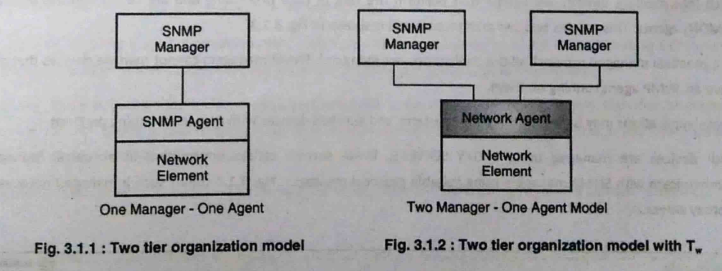 SNMP
Manager
SNMP Agent
Network
Element
One Manager - One Agent
Fig. 3.1.1 : Two tier organization model
SNMP
Manager
SNMP
Manager
Network Agent
Network
Element
Two Manager - One Agent Model
Fig. 3.1.2 : Two tier organization model with Tw